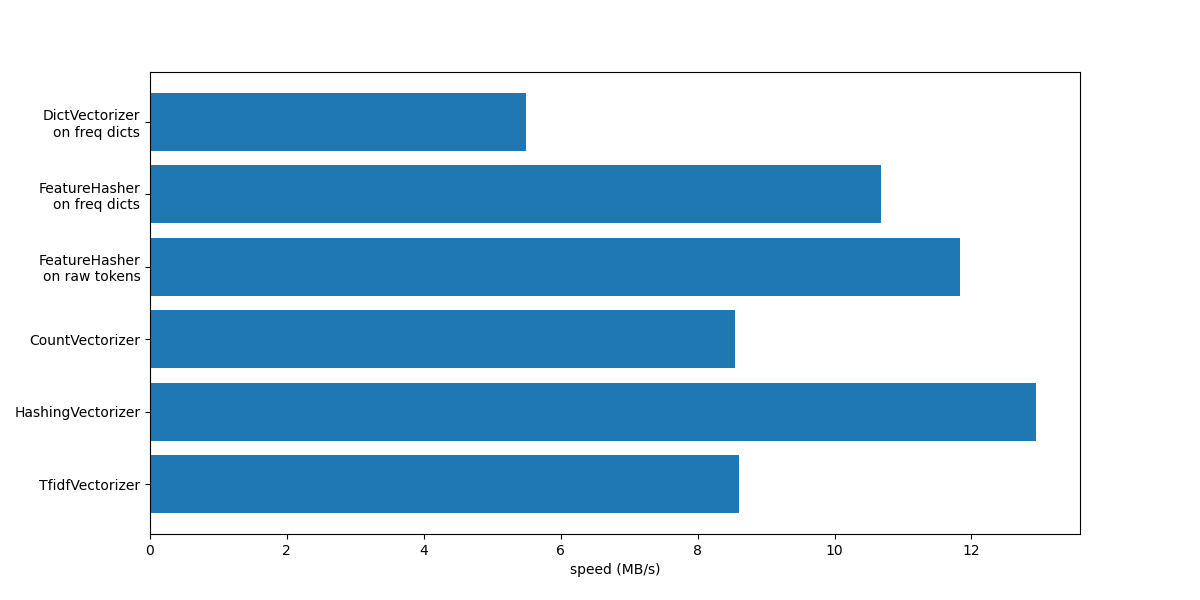 DictVectorizer
on freq dicts
FeatureHasher
on freq dicts
FeatureHasher
on raw tokens
CountVectorizer
HashingVectorizer
TfidfVectorizer
0 2 4 6 8 10 12
speed (MB/s)